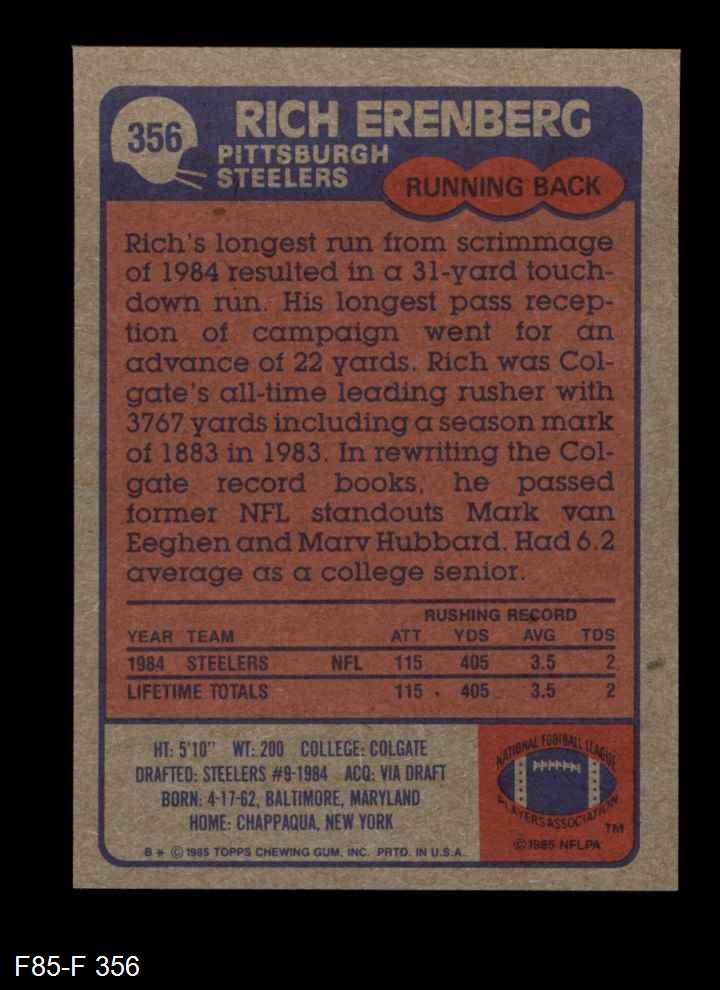 356
RICH ERENBERG
PITTSBURGH
STEELERS
RUNNING BACK
Rich's longest run from scrimmage
of 1984 resulted in a 31-yard touch-
down run. His longest pass recep-
tion of campaign went for an
advance of 22 yards. Rich was Col-
gate's all-time leading rusher with
3767 yards including a season mark
of 1883 in 1983. In rewriting the Col-
gate record books, he passed
former NFL standouts Mark van
Eeghen and Marv Hubbard. Had 6.2
average as a college senior.
RUSHING RECORD
YEAR TEAM ATT YDS AVG TDS
1984 STEELERS NFL 115 405 3.5 2
LIFETIME TOTALS 115 405 3.5 2
HT: 5'10" WT: 200 COLLEGE: COLGATE
DRAFTED: STEELERS #9-1984 ACQ: VIA DRAFT
BORN: 4-17-62, BALTIMORE, MARYLAND
HOME: CHAPPAQUA, NEW YORK
B * © 1985 TOPPS CHEWING GUM, INC. PRTD. IN U.S.A.
NATIONAL FOOTBALL LEAGUE
PLAYERS ASSOCIATION
TM
© 1985 NFLPA
F85-F 356